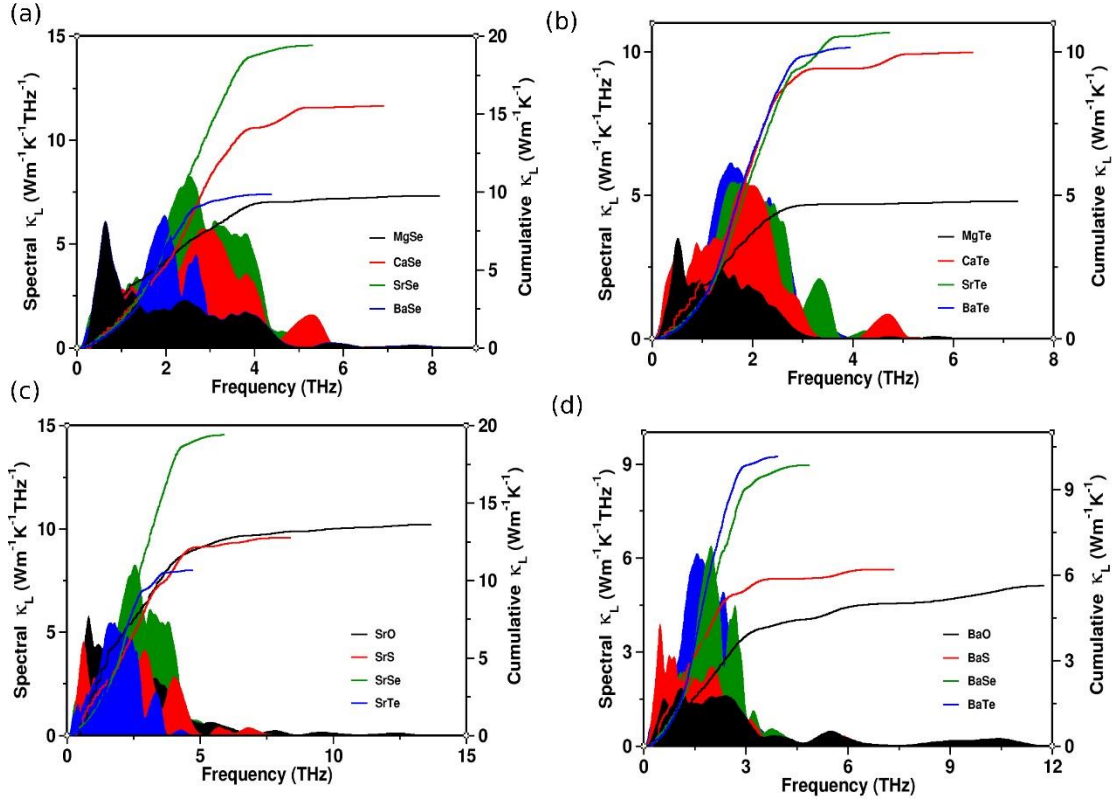 (a)
15
10
5
0
Spectral κL (Wm⁻¹K⁻¹THz⁻¹)
20
15
10
5
0
Cumulative κL (Wm⁻¹K⁻¹)
MgSe
CaSe
SrSe
BaSe
0 2 4 6 8
Frequency (THz)
(b)
10
5
0
Spectral κL (Wm⁻¹K⁻¹THz⁻¹)
10
5
0
Cumulative κL (Wm⁻¹K⁻¹)
MgTe
CaTe
SrTe
BaTe
0 2 4 6 8
Frequency (THz)
(c)
15
10
5
0
Spectral κL (Wm⁻¹K⁻¹THz⁻¹)
20
15
10
5
0
Cumulative κL (Wm⁻¹K⁻¹)
SrO
SrS
SrSe
SrTe
0 5 10 15
Frequency (THz)
(d)
9
6
3
0
Spectral κL (Wm⁻¹K⁻¹THz⁻¹)
9
6
3
0
Cumulative κL (Wm⁻¹K⁻¹)
BaO
BaS
BaSe
BaTe
0 3 6 9 12
Frequency (THz)